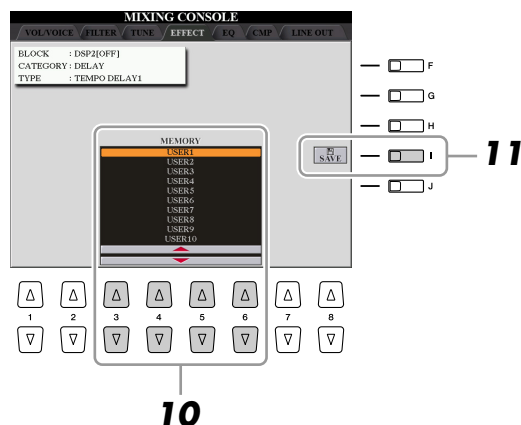 MIXING CONSOLE
VOL/VOICE FILTER TUNE EFFECT EQ CMP LINE OUT
BLOCK : DSP2[OFF]
CATEGORY : DELAY
TYPE : TEMPO DELAY1
F
G
H
I
J
MEMORY
USER1
USER2
USER3
USER4
USER5
USER6
USER7
USER8
USER9
USER10
SAVE
11
1 2 3 4 5 6 7 8
10